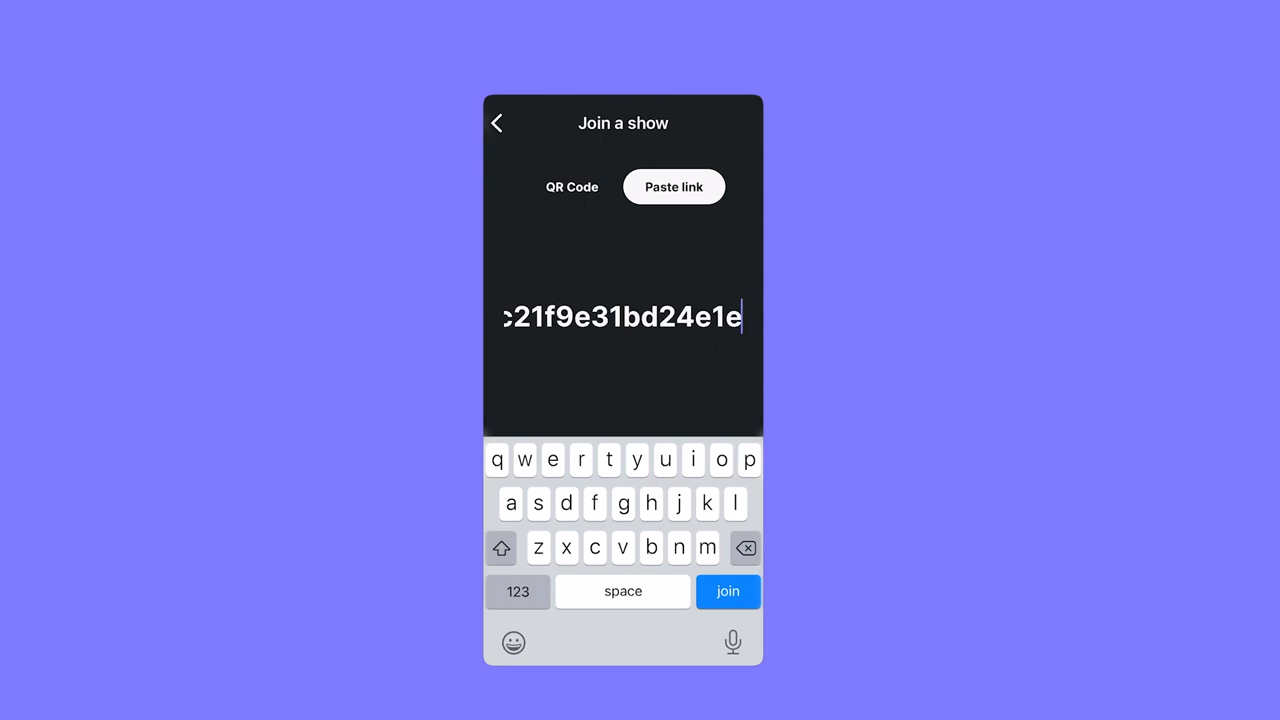 Join a show
QR Code Paste link
c21f9e31bd24e1e
q w e r t y u i o p
a s d f g h j k l
z x c v b n m
123 space join